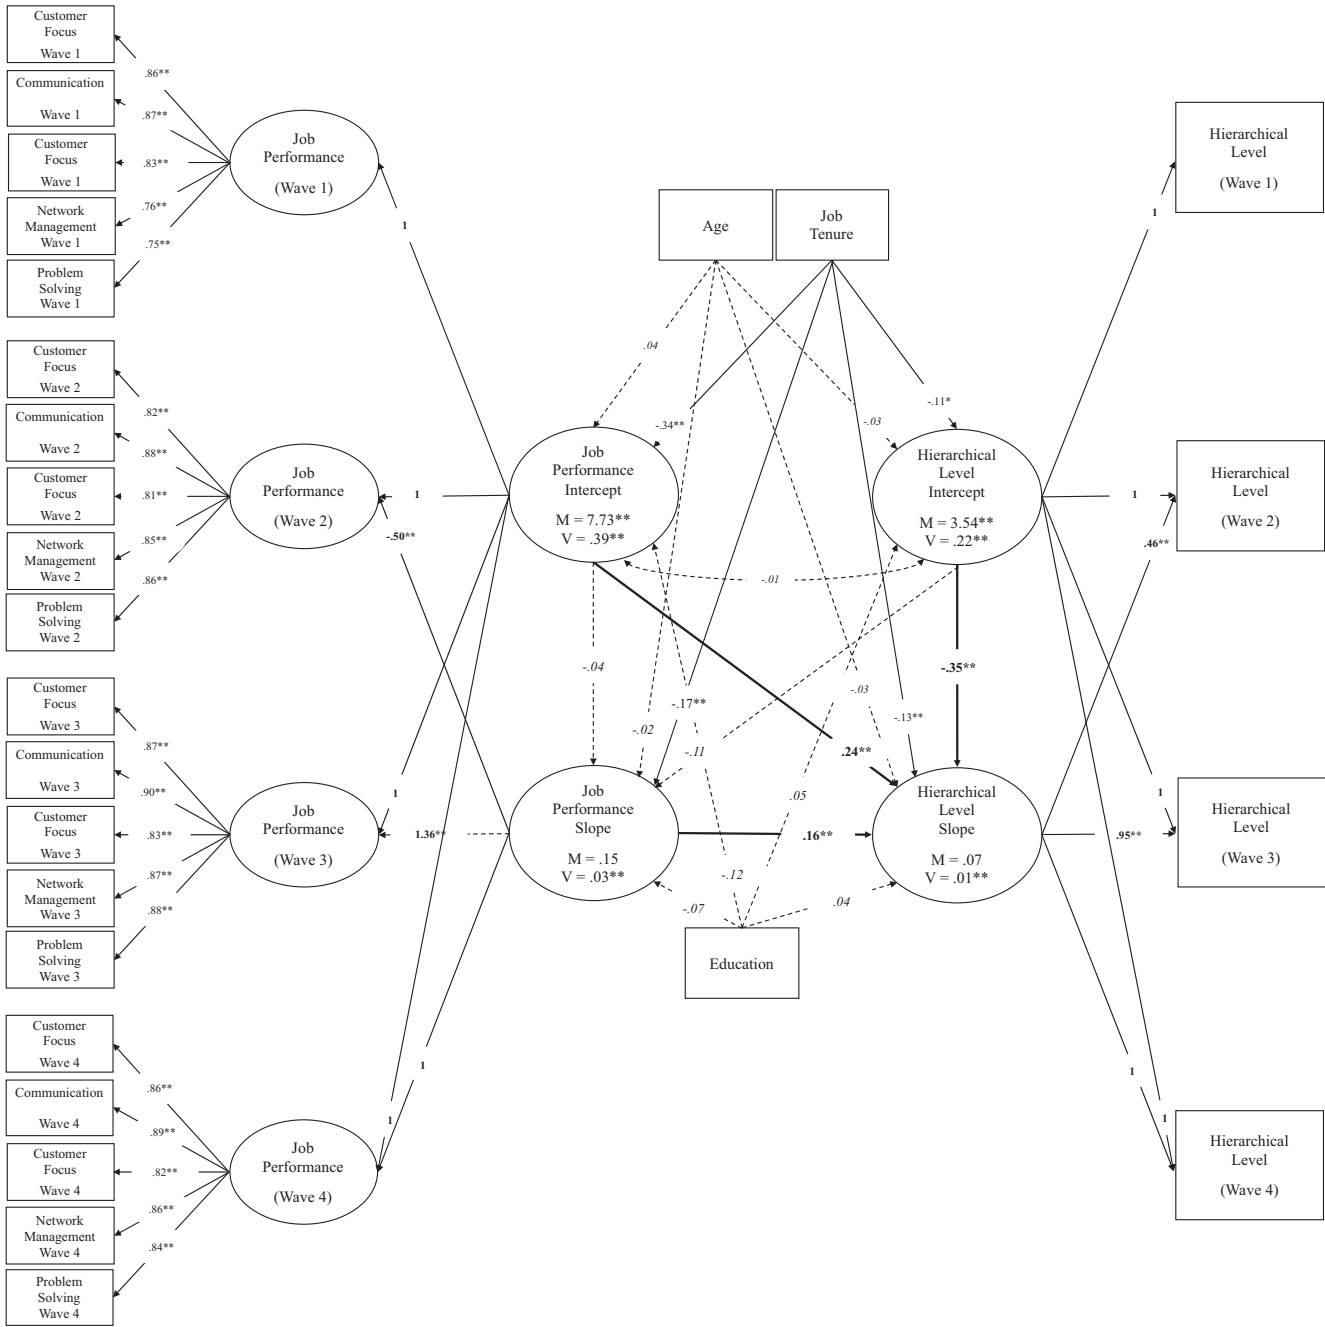 Customer
Focus
Wave 1
.86**
Communication
Wave 1
.87**
Customer
Focus
Wave 1
.83**
Network
Management
Wave 1
.76**
Problem
Solving
Wave 1
.75**
Job
Performance
(Wave 1)
1
Customer
Focus
Wave 2
.82**
Communication
Wave 2
.88**
Customer
Focus
Wave 2
.81**
Network
Management
Wave 2
.85**
Problem
Solving
Wave 2
.86**
Job
Performance
(Wave 2)
1
-.50**
Customer
Focus
Wave 3
.87**
Communication
Wave 3
.90**
Customer
Focus
Wave 3
.83**
Network
Management
Wave 3
.87**
Problem
Solving
Wave 3
.88**
Job
Performance
(Wave 3)
1
1.36**
Customer
Focus
Wave 4
.86**
Communication
Wave 4
.89**
Customer
Focus
Wave 4
.82**
Network
Management
Wave 4
.86**
Problem
Solving
Wave 4
.84**
Job
Performance
(Wave 4)
1
1
Age
Job
Tenure
.04
-.34**
-.03
-.11*
Job
Performance
Intercept
M = 7.73**
V = .39**
Hierarchical
Level
Intercept
M = 3.54**
V = .22**
-.01
-.04
-.02
-.17**
-.11
-.03
-.13**
-.35**
.24**
.05
Job
Performance
Slope
M = .15
V = .03**
.16**
Hierarchical
Level
Slope
M = .07
V = .01**
-.12
-.07
.04
Education
Hierarchical
Level
(Wave 1)
1
Hierarchical
Level
(Wave 2)
1
.46**
Hierarchical
Level
(Wave 3)
1
.95**
Hierarchical
Level
(Wave 4)
1
1